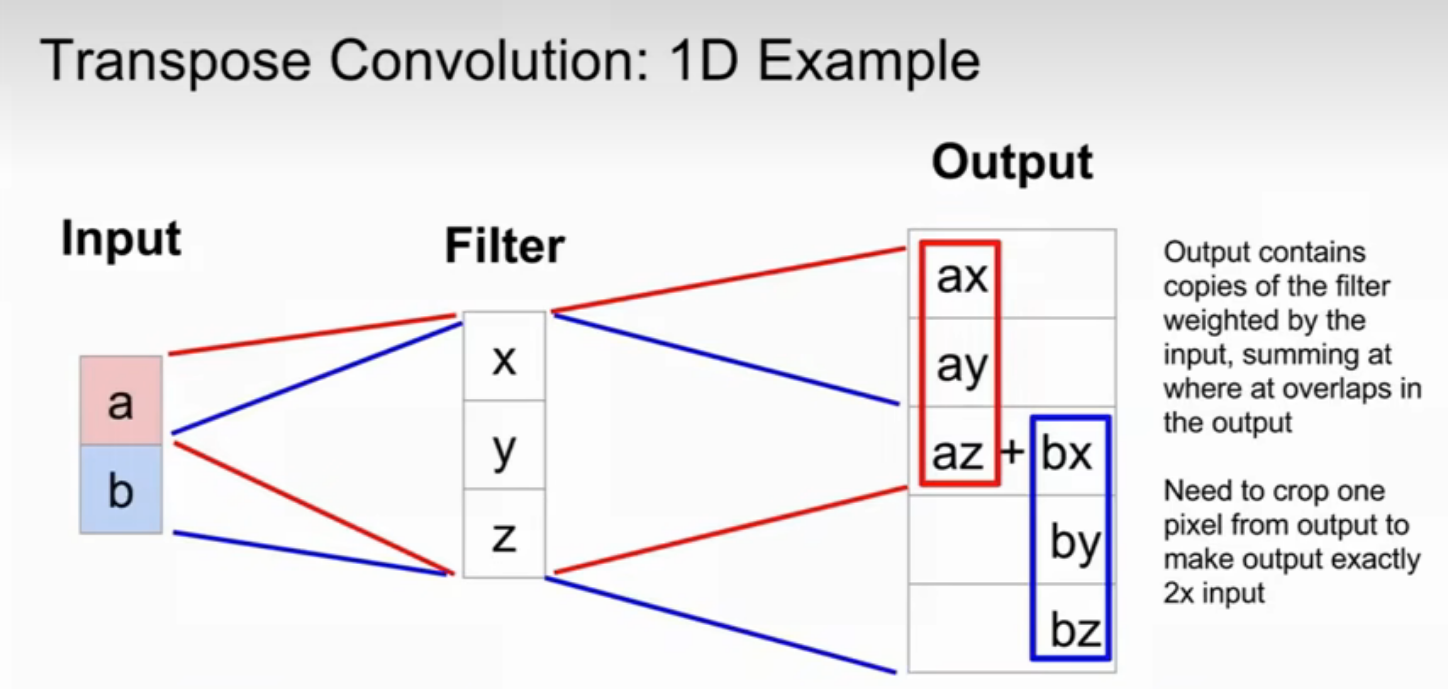 Transpose Convolution: 1D Example
Input
a
b
Filter
x
y
z
Output
ax
ay
az + bx
by
bz
Output contains
copies of the filter
weighted by the
input, summing at
where at overlaps in
the output
Need to crop one
pixel from output to
make output exactly
2x input